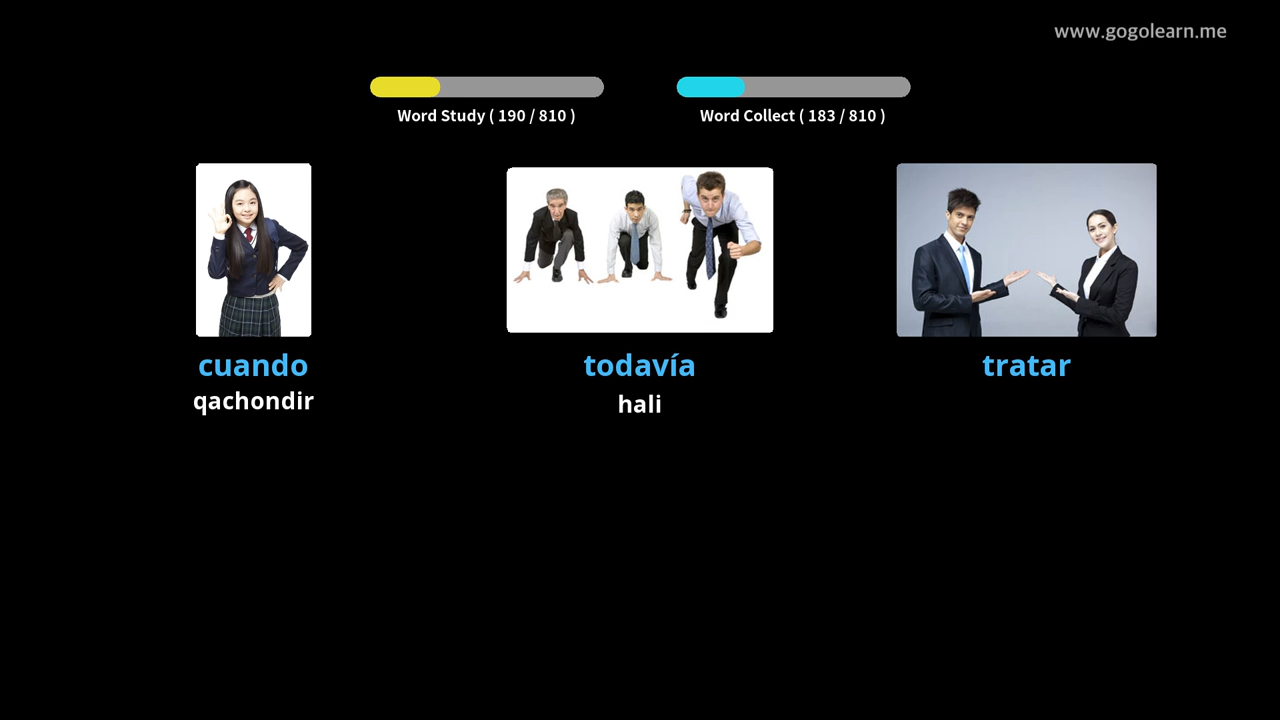 www.gogolearn.me
Word Study ( 190 / 810 )
Word Collect ( 183 / 810 )
cuando
qachondir
todavía
hali
tratar